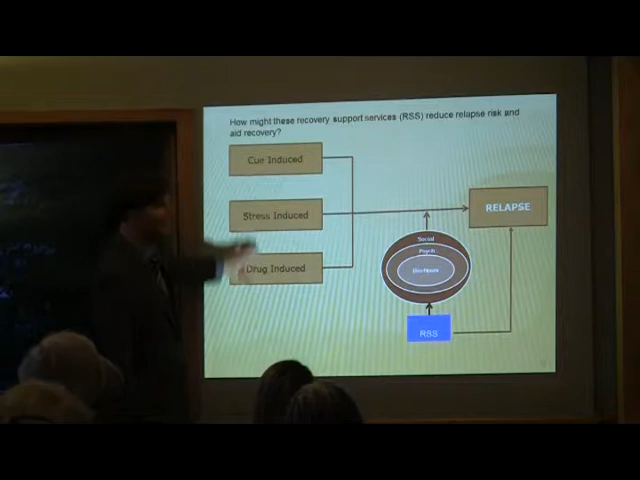 How might these recovery support services (RSS) reduce relapse risk and
aid recovery?
Cue Induced
Stress Induced
RELAPSE
Drug Induced
Social
Psych
RSS